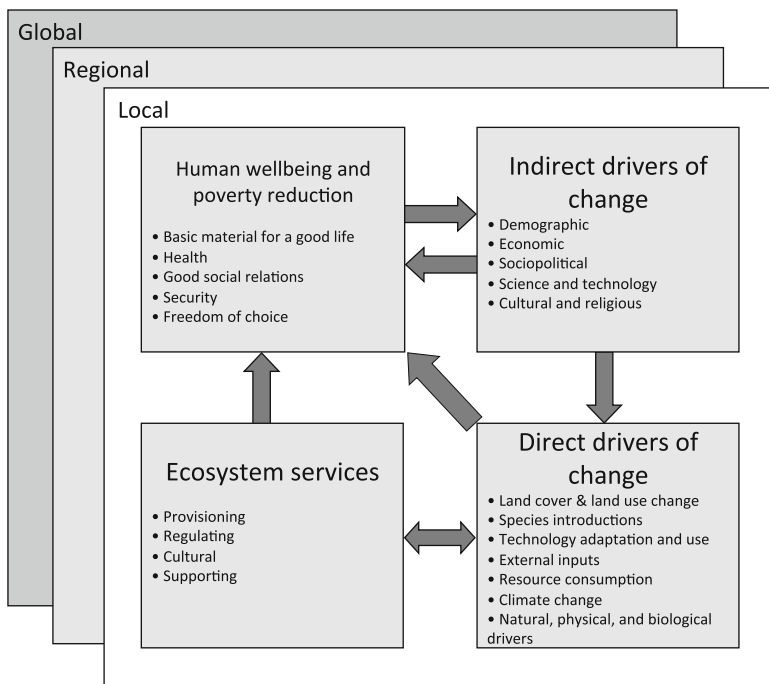 Global
Regional
Local
Human wellbeing and
poverty reduction
• Basic material for a good life
• Health
• Good social relations
• Security
• Freedom of choice
Indirect drivers of
change
• Demographic
• Economic
• Sociopolitical
• Science and technology
• Cultural and religious
Ecosystem services
• Provisioning
• Regulating
• Cultural
• Supporting
Direct drivers of
change
• Land cover & land use change
• Species introductions
• Technology adaptation and use
• External inputs
• Resource consumption
• Climate change
• Natural, physical, and biological
drivers